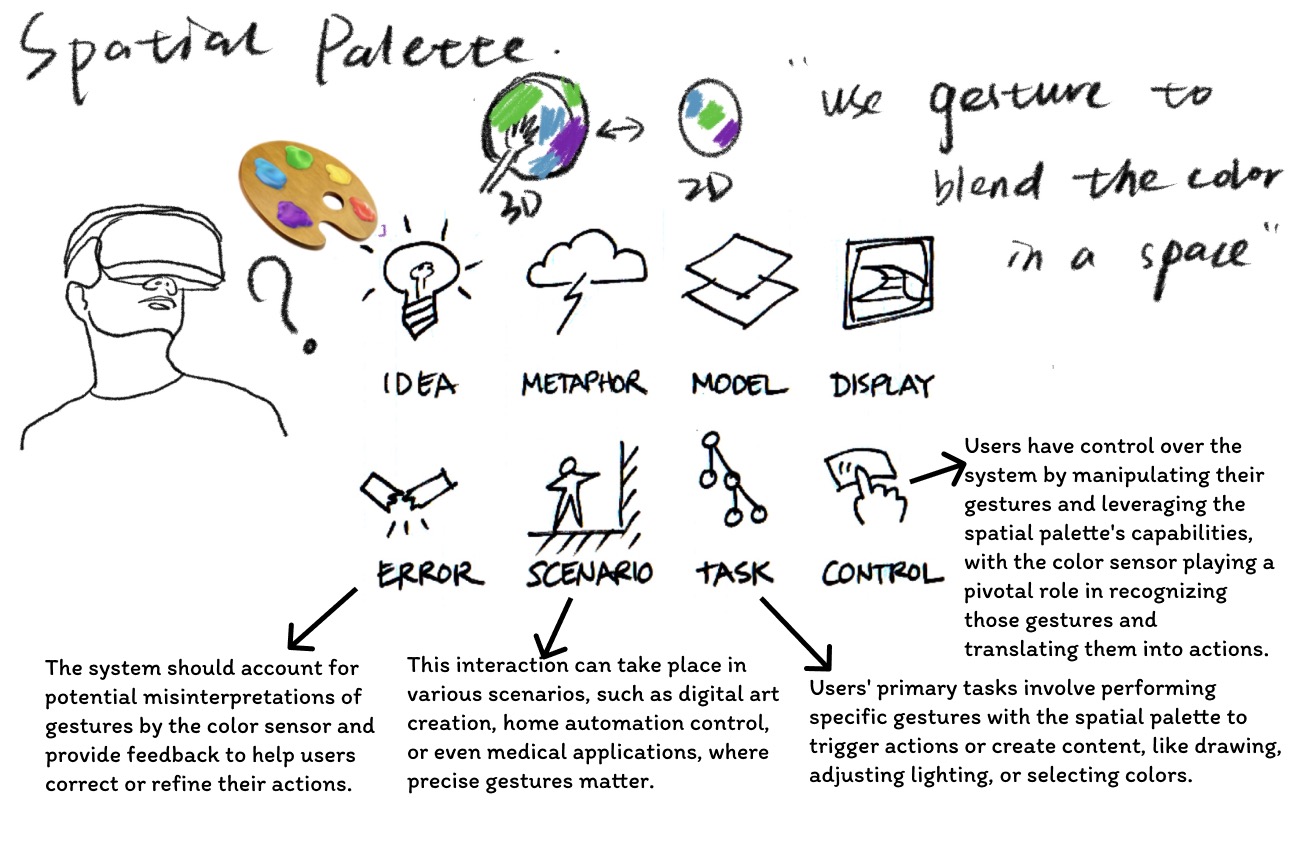 Spatial Palette.
"use gesture to
blend the color
in a space"
3D
2D
?
IDEA
METAPHOR
MODEL
DISPLAY
ERROR
SCENARIO
TASK
CONTROL
Users have control over the
system by manipulating their
gestures and leveraging the
spatial palette's capabilities,
with the color sensor playing a
pivotal role in recognizing
those gestures and
translating them into actions.
The system should account for
potential misinterpretations of
gestures by the color sensor and
provide feedback to help users
correct or refine their actions.
This interaction can take place in
various scenarios, such as digital art
creation, home automation control,
or even medical applications, where
precise gestures matter.
Users' primary tasks involve performing
specific gestures with the spatial palette to
trigger actions or create content, like drawing,
adjusting lighting, or selecting colors.